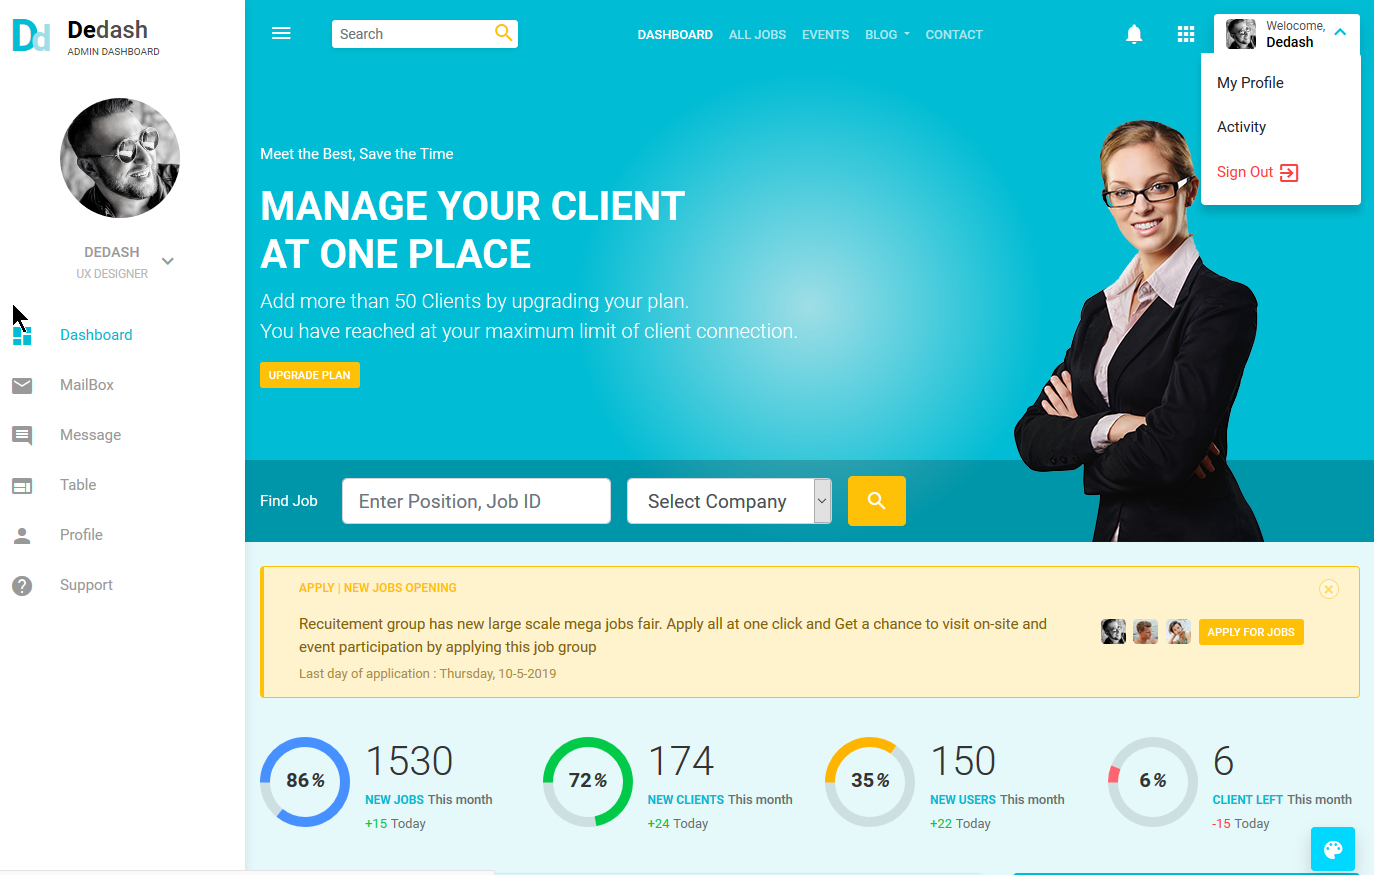 Dd
Dedash
ADMIN DASHBOARD
Search
DASHBOARD
ALL JOBS
EVENTS
BLOG
CONTACT
Welocome,
Dedash
My Profile
Activity
Sign Out
DEDASH
UX DESIGNER
Dashboard
MailBox
Message
Table
Profile
Support
Meet the Best, Save the Time
MANAGE YOUR CLIENT
AT ONE PLACE
Add more than 50 Clients by upgrading your plan.
You have reached at your maximum limit of client connection.
UPGRADE PLAN
Find Job
Enter Position, Job ID
Select Company
APPLY | NEW JOBS OPENING
Recuitement group has new large scale mega jobs fair. Apply all at one click and Get a chance to visit on-site and
event participation by applying this job group
Last day of application : Thursday, 10-5-2019
APPLY FOR JOBS
86%
1530
NEW JOBS This month
+15 Today
72%
174
NEW CLIENTS This month
+24 Today
35%
150
NEW USERS This month
+22 Today
6%
6
CLIENT LEFT This month
-15 Today